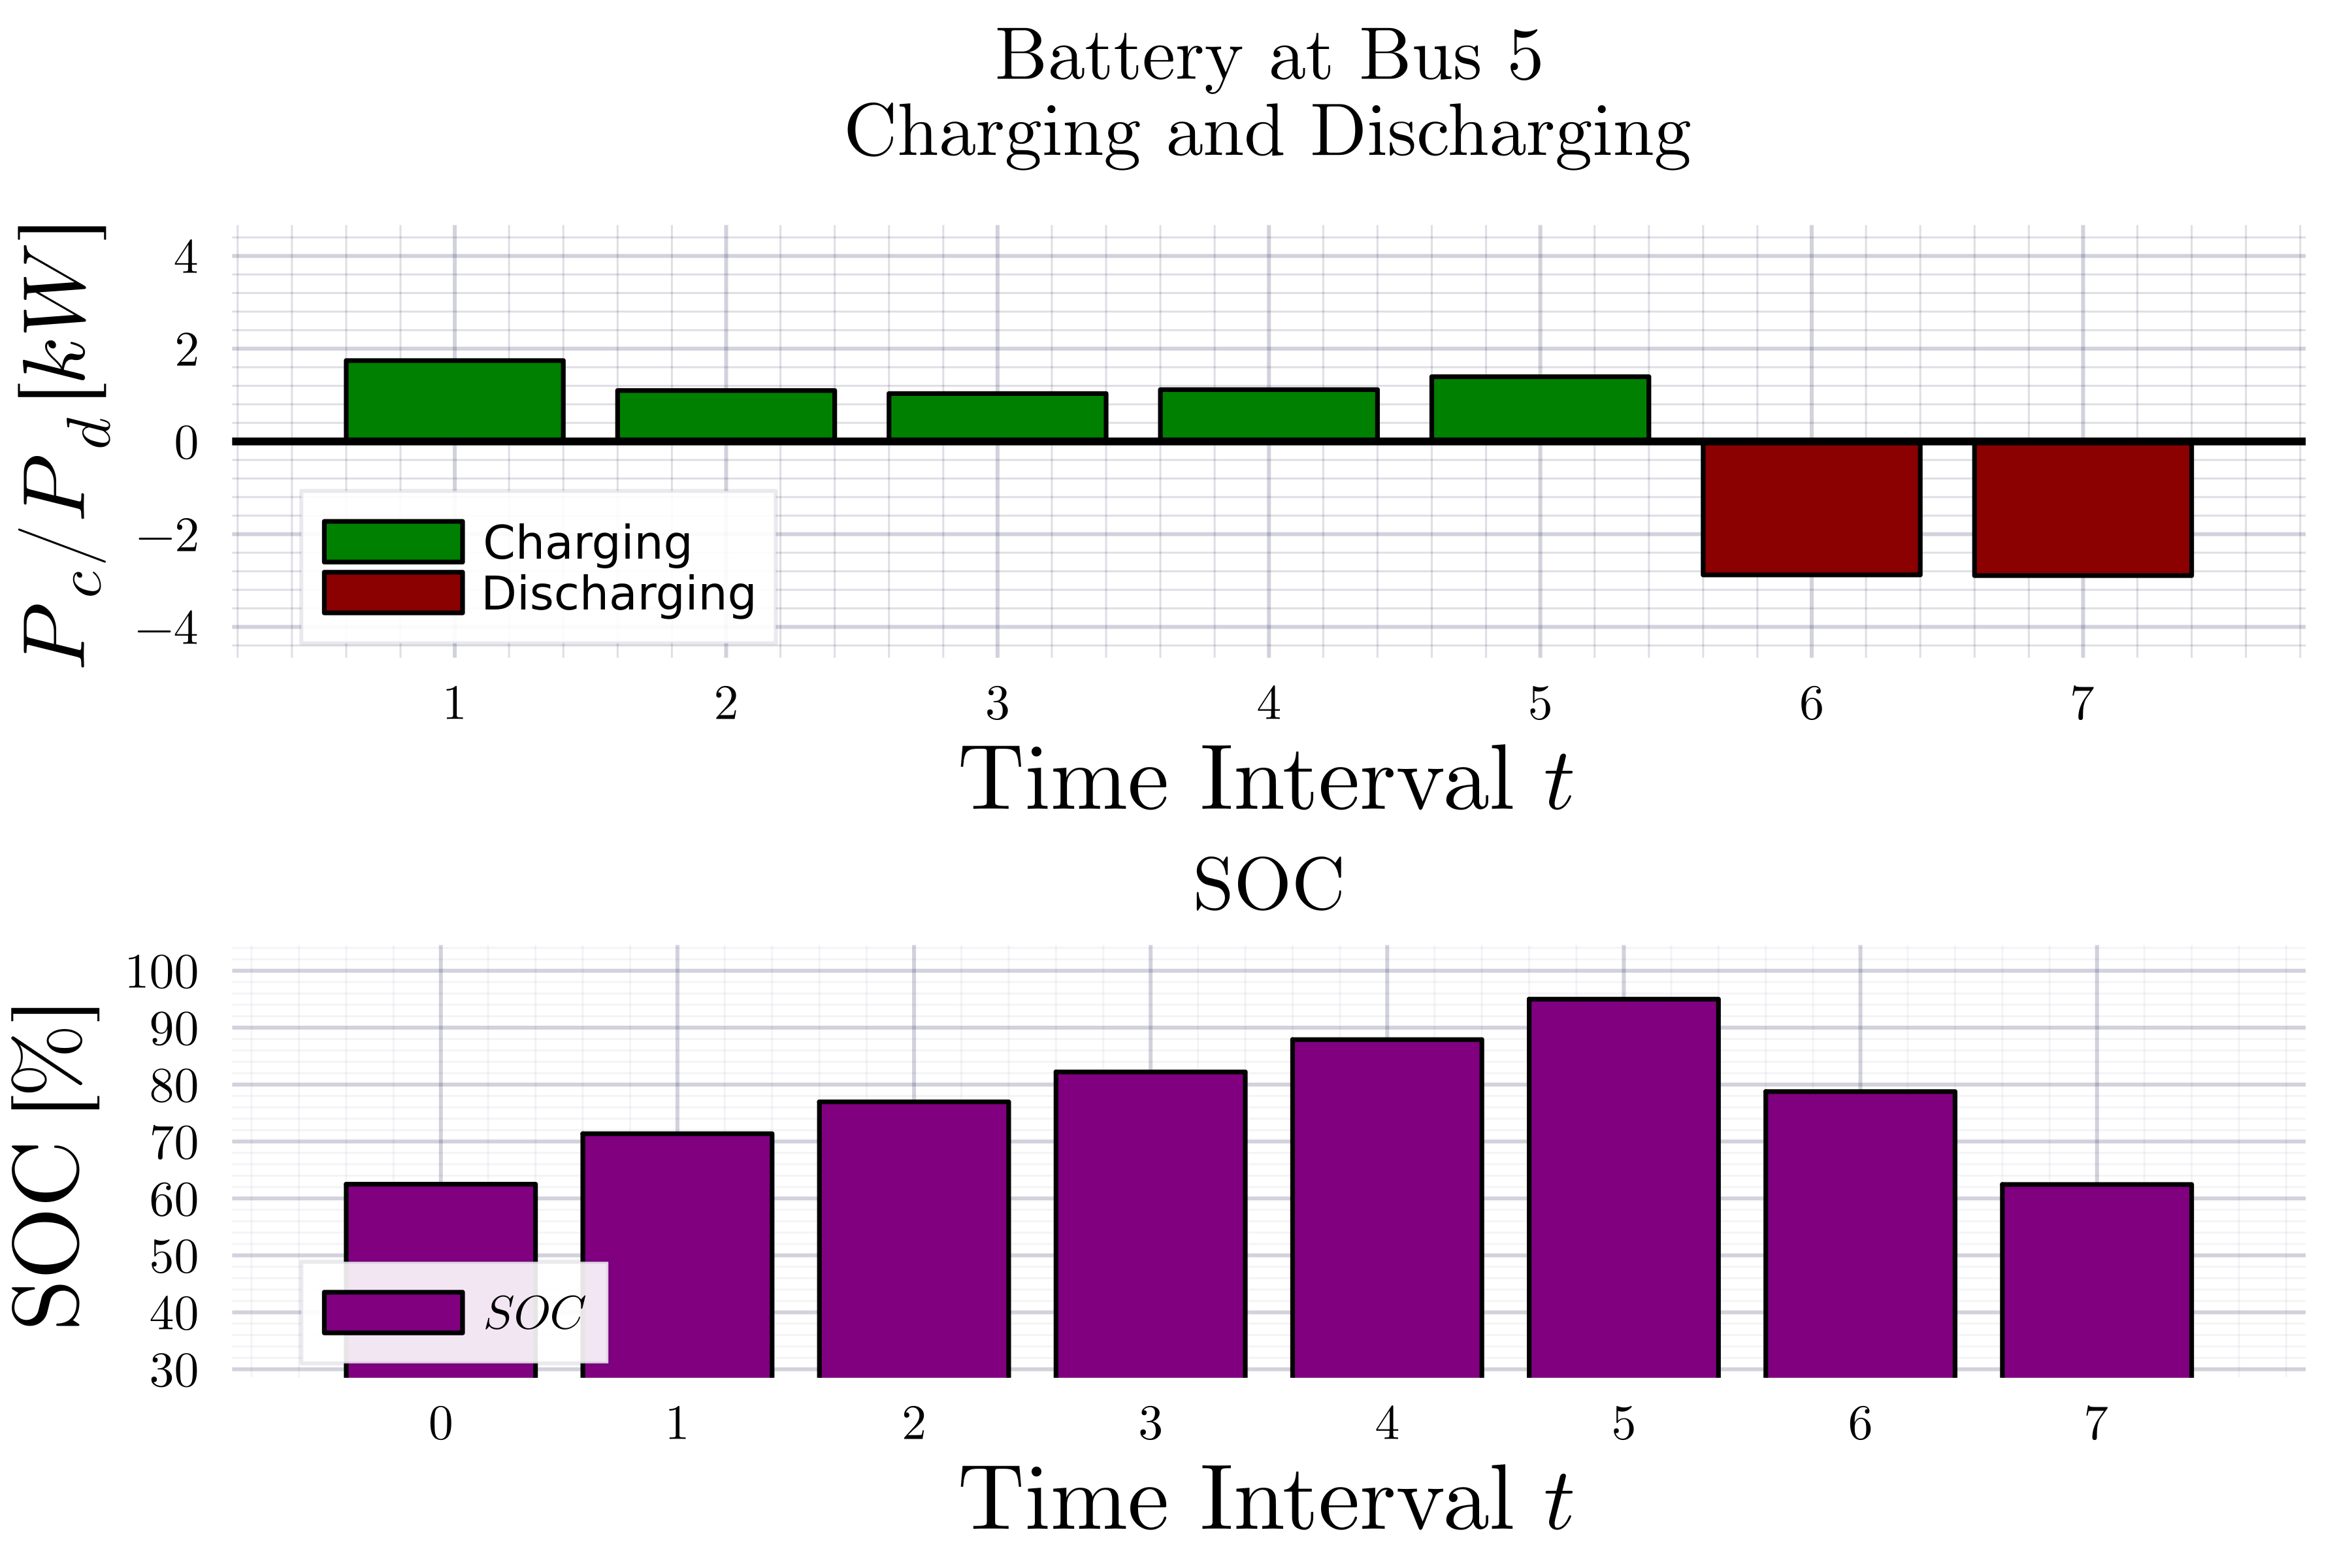 Battery at Bus 5
Charging and Discharging
P_c/P_d [kW]
4
2
0
−2
−4
Charging
Discharging
1 2 3 4 5 6 7
Time Interval t
SOC
SOC [%]
100
90
80
70
60
50
40
30
SOC
0 1 2 3 4 5 6 7
Time Interval t